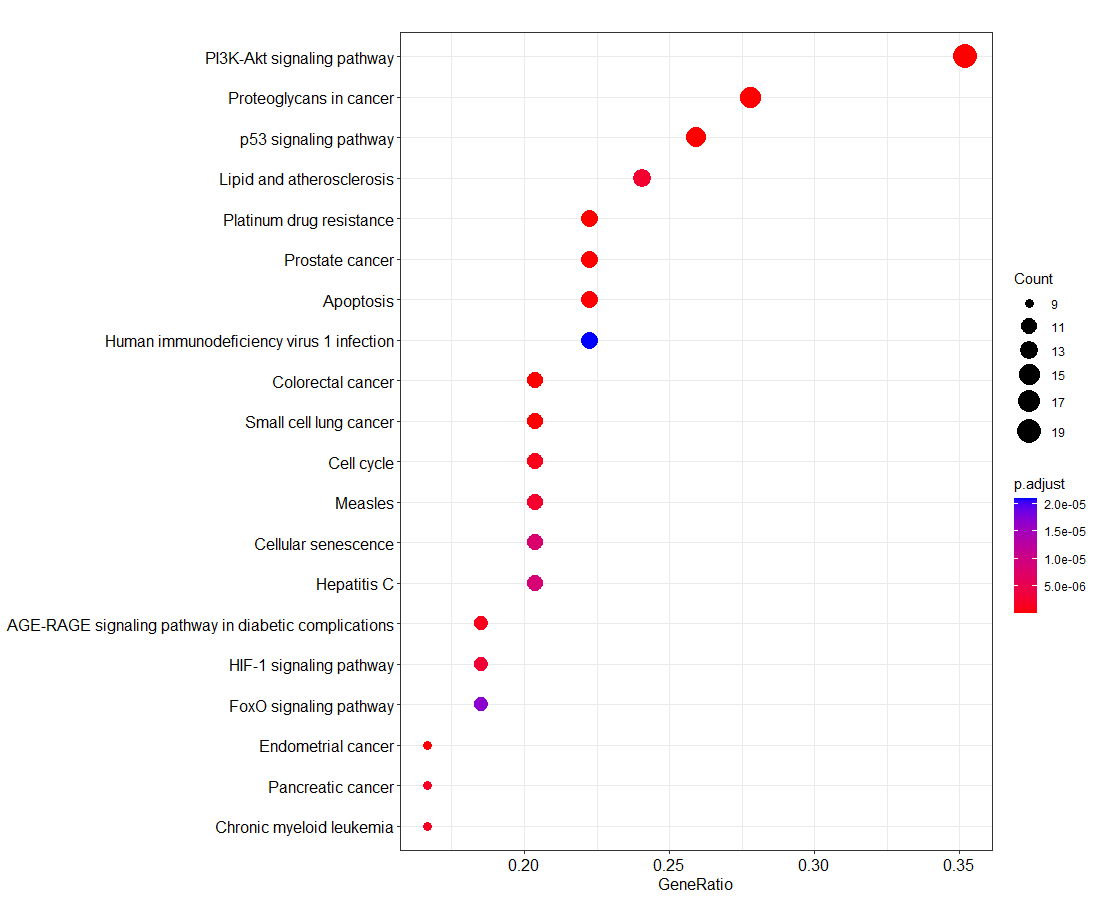 PI3K-Akt signaling pathway
Proteoglycans in cancer
p53 signaling pathway
Lipid and atherosclerosis
Platinum drug resistance
Prostate cancer
Apoptosis
Human immunodeficiency virus 1 infection
Colorectal cancer
Small cell lung cancer
Cell cycle
Measles
Cellular senescence
Hepatitis C
AGE-RAGE signaling pathway in diabetic complications
HIF-1 signaling pathway
FoxO signaling pathway
Endometrial cancer
Pancreatic cancer
Chronic myeloid leukemia
0.20 0.25 0.30 0.35
GeneRatio
Count
9
11
13
15
17
19
p.adjust
2.0e-05
1.5e-05
1.0e-05
5.0e-06